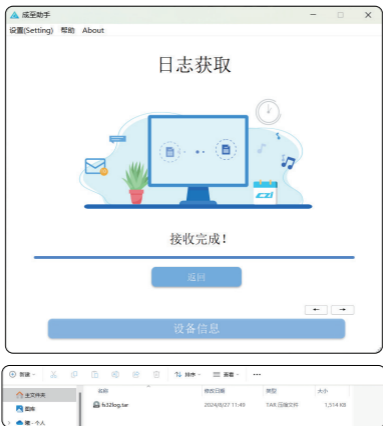 成至助手
设置(Setting) 帮助 About
日志获取
接收完成！
返回
设备信息
新建
排序 查看
名称 修改日期 类型 大小
主文件夹
图库
fs32log.tar 2024/8/27 11:40 TAR 压缩文件 1,514 KB